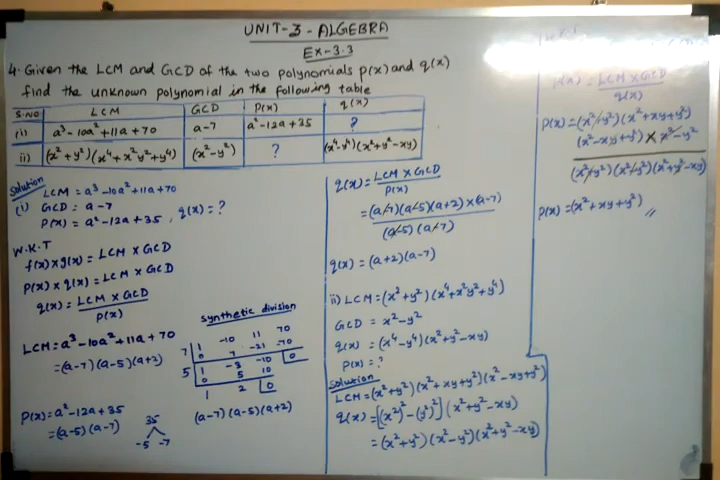 UNIT-3-ALGEBRA
EX-3.3
4. Given the LCM and GCD of the two polynomials p(x) and q(x)
find the unknown polynomial in the following table
S.NO LCM GCD P(x) q(x)
(i) a³-10a²+11a+70 a-7 a²-12a+35 ?
ii) (x²+y²)(x⁴+x²y²+y⁴) (x²-y²) ? (x⁴-y⁴)(x²+y²-xy)
Solution
(i) LCM = a³-10a²+11a+70
GCD = a-7
P(x) = a²-12a+35, q(x)=?
W.K.T
f(x)×g(x) = LCM × GCD
P(x)×q(x) = LCM × GCD
q(x) = LCM × GCD
P(x)
LCM = a³-10a²+11a+70
=(a-7)(a-5)(a+2)
synthetic division
7 | 1 -10 11 70
0 7 -21 -70
5 | 1 -3 -10 | 0
0 5 10
1 2 | 0
(a-7)(a-5)(a+2)
P(x) = a²-12a+35
=(a-5)(a-7)
35
-5 -7
q(x) = LCM × GCD
P(x)
= (a-7)(a-5)(a+2)×(a-7)
(a-5)(a-7)
q(x) = (a+2)(a-7)
ii) LCM = (x²+y²)(x⁴+x²y²+y⁴)
GCD = x²-y²
q(x) = (x⁴-y⁴)(x²+y²-xy)
P(x) = ?
Solution
LCM = (x²+y²)(x²+xy+y²)(x²-xy+y²)
q(x) = [(x²)²-(y²)²](x²+y²-xy)
= (x²+y²)(x²-y²)(x²+y²-xy)
W.K.T
P(x) = LCM × GCD
q(x)
P(x) = (x²+y²)(x²+xy+y²)
(x²-xy+y²) × x²-y²
(x²+y²)(x²-y²)(x²+y²-xy)
P(x) = (x²+xy+y²) //